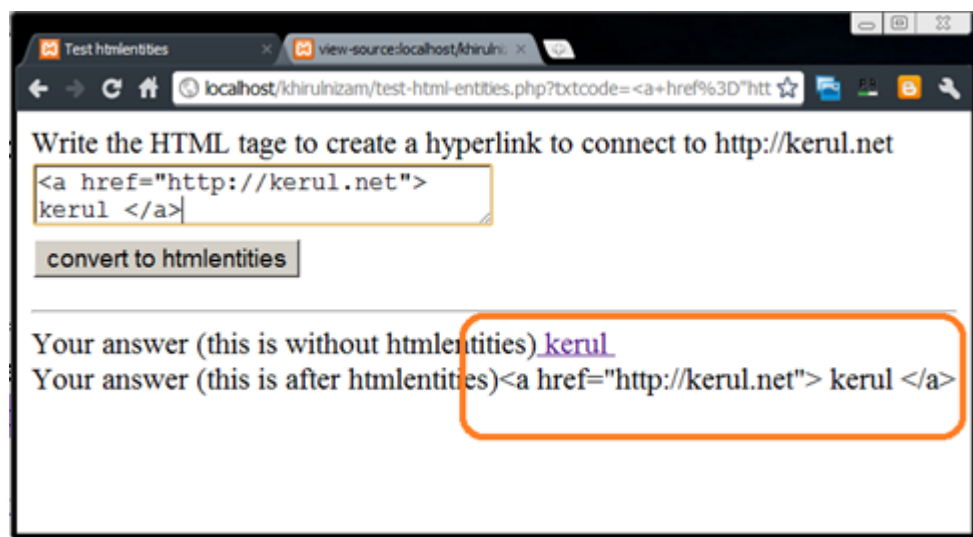 Test htmlentities
view-source:localhost/khirulniz
localhost/khirulnizam/test-html-entities.php?txtcode=<a+href%3D"htt
Write the HTML tage to create a hyperlink to connect to http://kerul.net
<a href="http://kerul.net">
kerul </a>
convert to htmlentities
Your answer (this is without htmlentities) kerul
Your answer (this is after htmlentities)<a href="http://kerul.net"> kerul </a>